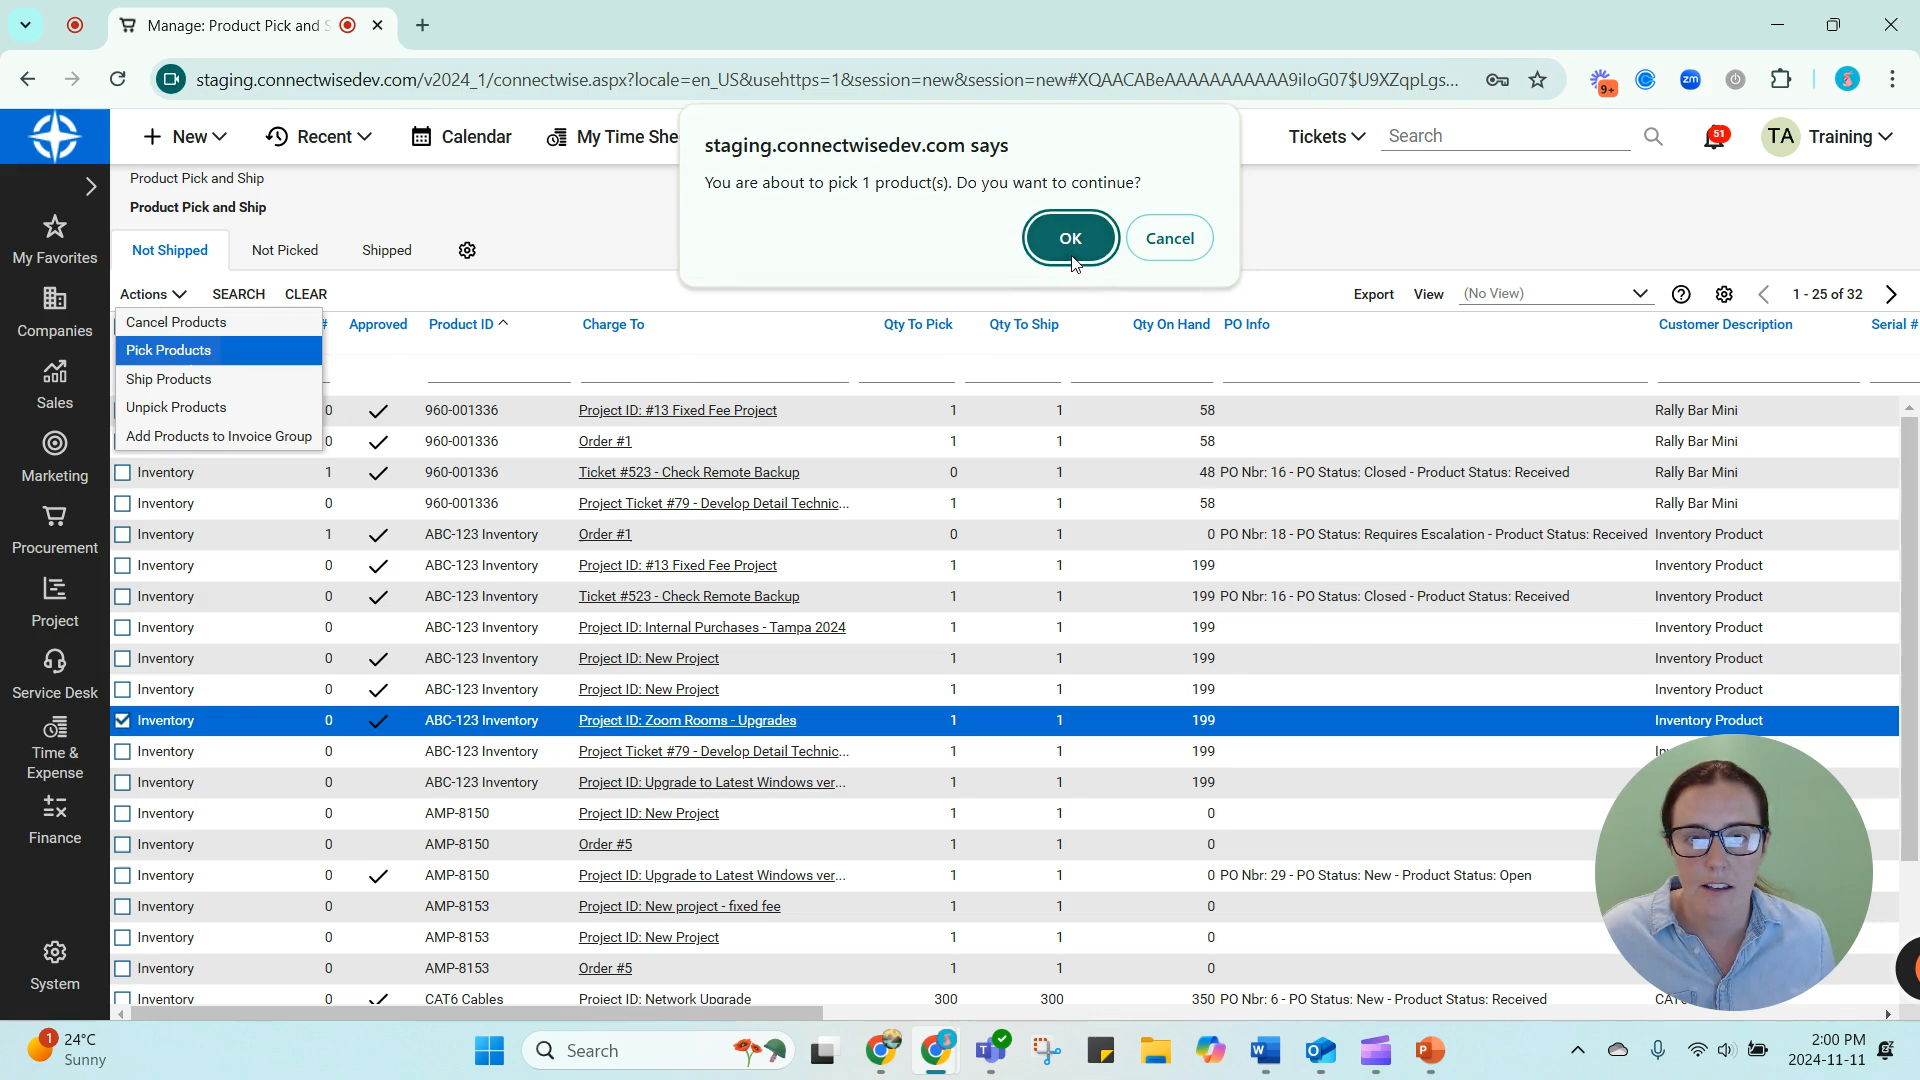 Manage: Product Pick and S
staging.connectwisedev.com/v2024_1/connectwise.aspx?locale=en_US&usehttps=1&session=new&session=new#XQAACABeAAAAAAAAAAA9iIoG07$U9XZqpLgs...
9+
zm
New
Recent
Calendar
My Time She
Tickets
Search
51
TA
Training
staging.connectwisedev.com says
You are about to pick 1 product(s). Do you want to continue?
OK
Cancel
My Favorites
Companies
Sales
Marketing
Procurement
Project
Service Desk
Time &
Expense
Finance
System
Product Pick and Ship
Product Pick and Ship
Not Shipped Not Picked Shipped
Actions SEARCH CLEAR
Export View (No View) 1 - 25 of 32
Cancel Products
Pick Products
Ship Products
Unpick Products
Add Products to Invoice Group
# Approved Product ID Charge To Qty To Pick Qty To Ship Qty On Hand PO Info Customer Description Serial #
0 960-001336 Project ID: #13 Fixed Fee Project 1 1 58 Rally Bar Mini
0 960-001336 Order #1 1 1 58 Rally Bar Mini
Inventory 1 960-001336 Ticket #523 - Check Remote Backup 0 1 48 PO Nbr: 16 - PO Status: Closed - Product Status: Received Rally Bar Mini
Inventory 0 960-001336 Project Ticket #79 - Develop Detail Technic... 1 1 58 Rally Bar Mini
Inventory 1 ABC-123 Inventory Order #1 0 1 0 PO Nbr: 18 - PO Status: Requires Escalation - Product Status: Received Inventory Product
Inventory 0 ABC-123 Inventory Project ID: #13 Fixed Fee Project 1 1 199 Inventory Product
Inventory 0 ABC-123 Inventory Ticket #523 - Check Remote Backup 1 1 199 PO Nbr: 16 - PO Status: Closed - Product Status: Received Inventory Product
Inventory 0 ABC-123 Inventory Project ID: Internal Purchases - Tampa 2024 1 1 199 Inventory Product
Inventory 0 ABC-123 Inventory Project ID: New Project 1 1 199 Inventory Product
Inventory 0 ABC-123 Inventory Project ID: New Project 1 1 199 Inventory Product
Inventory 0 ABC-123 Inventory Project ID: Zoom Rooms - Upgrades 1 1 199 Inventory Product
Inventory 0 ABC-123 Inventory Project Ticket #79 - Develop Detail Technic... 1 1 199
Inventory 0 ABC-123 Inventory Project ID: Upgrade to Latest Windows ver... 1 1 199
Inventory 0 AMP-8150 Project ID: New Project 1 1 0
Inventory 0 AMP-8150 Order #5 1 1 0
Inventory 0 AMP-8150 Project ID: Upgrade to Latest Windows ver... 1 1 0 PO Nbr: 29 - PO Status: New - Product Status: Open
Inventory 0 AMP-8153 Project ID: New project - fixed fee 1 1 0
Inventory 0 AMP-8153 Project ID: New Project 1 1 0
Inventory 0 AMP-8153 Order #5 1 1 0
Inventory 0 CAT6 Cables Project ID: Network Upgrade 300 300 350 PO Nbr: 6 - PO Status: New - Product Status: Received
1
24°C
Sunny
Search
2:00 PM
2024-11-11